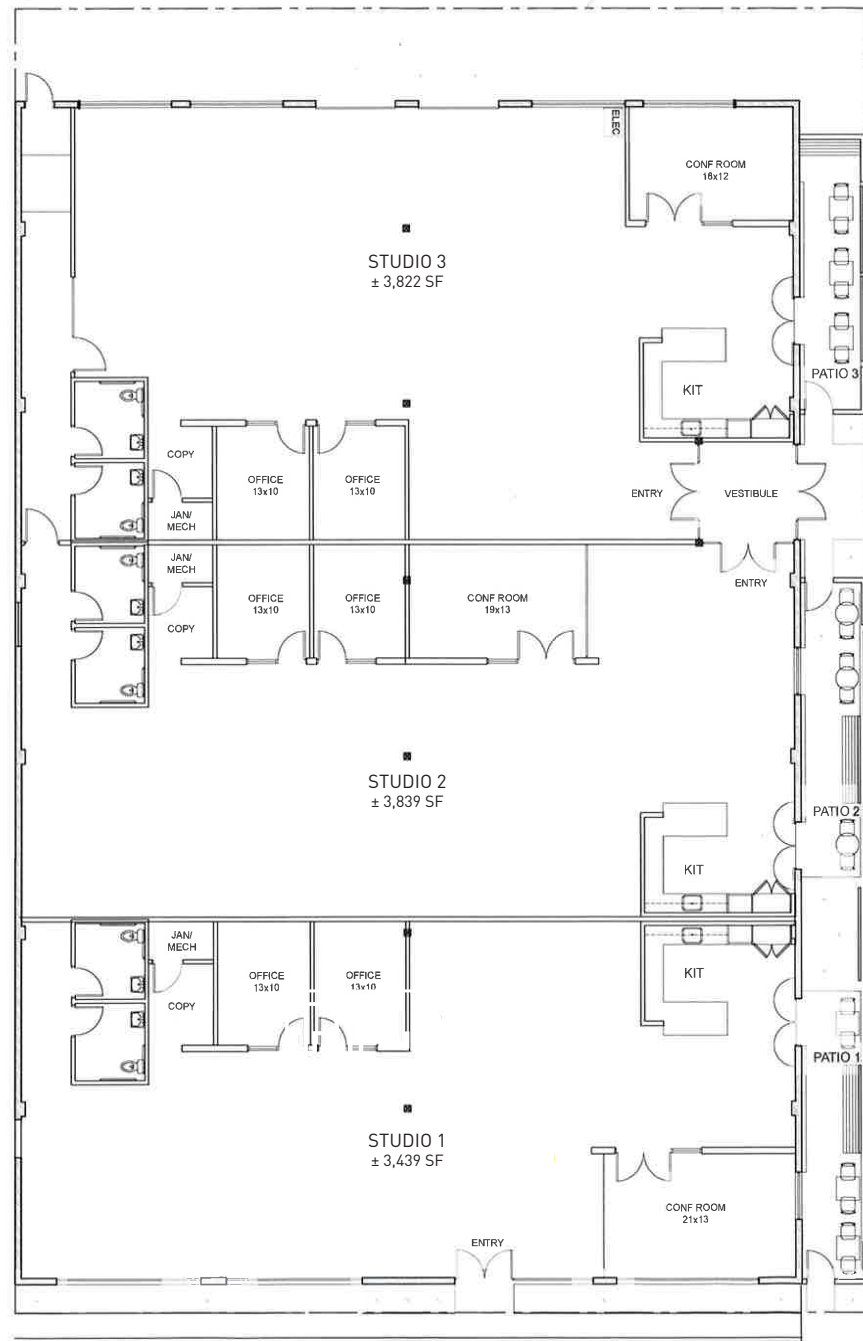 ELEC
CONF ROOM
16x12
STUDIO 3
± 3,822 SF
PATIO 3
KIT
COPY
OFFICE
13x10
OFFICE
13x10
ENTRY
VESTIBULE
JAN/
MECH
JAN/
MECH
OFFICE
13x10
OFFICE
13x10
CONF ROOM
19x13
ENTRY
COPY
STUDIO 2
± 3,839 SF
PATIO 2
KIT
JAN/
MECH
OFFICE
13x10
OFFICE
13x10
KIT
COPY
PATIO 1
STUDIO 1
± 3,439 SF
CONF ROOM
21x13
ENTRY